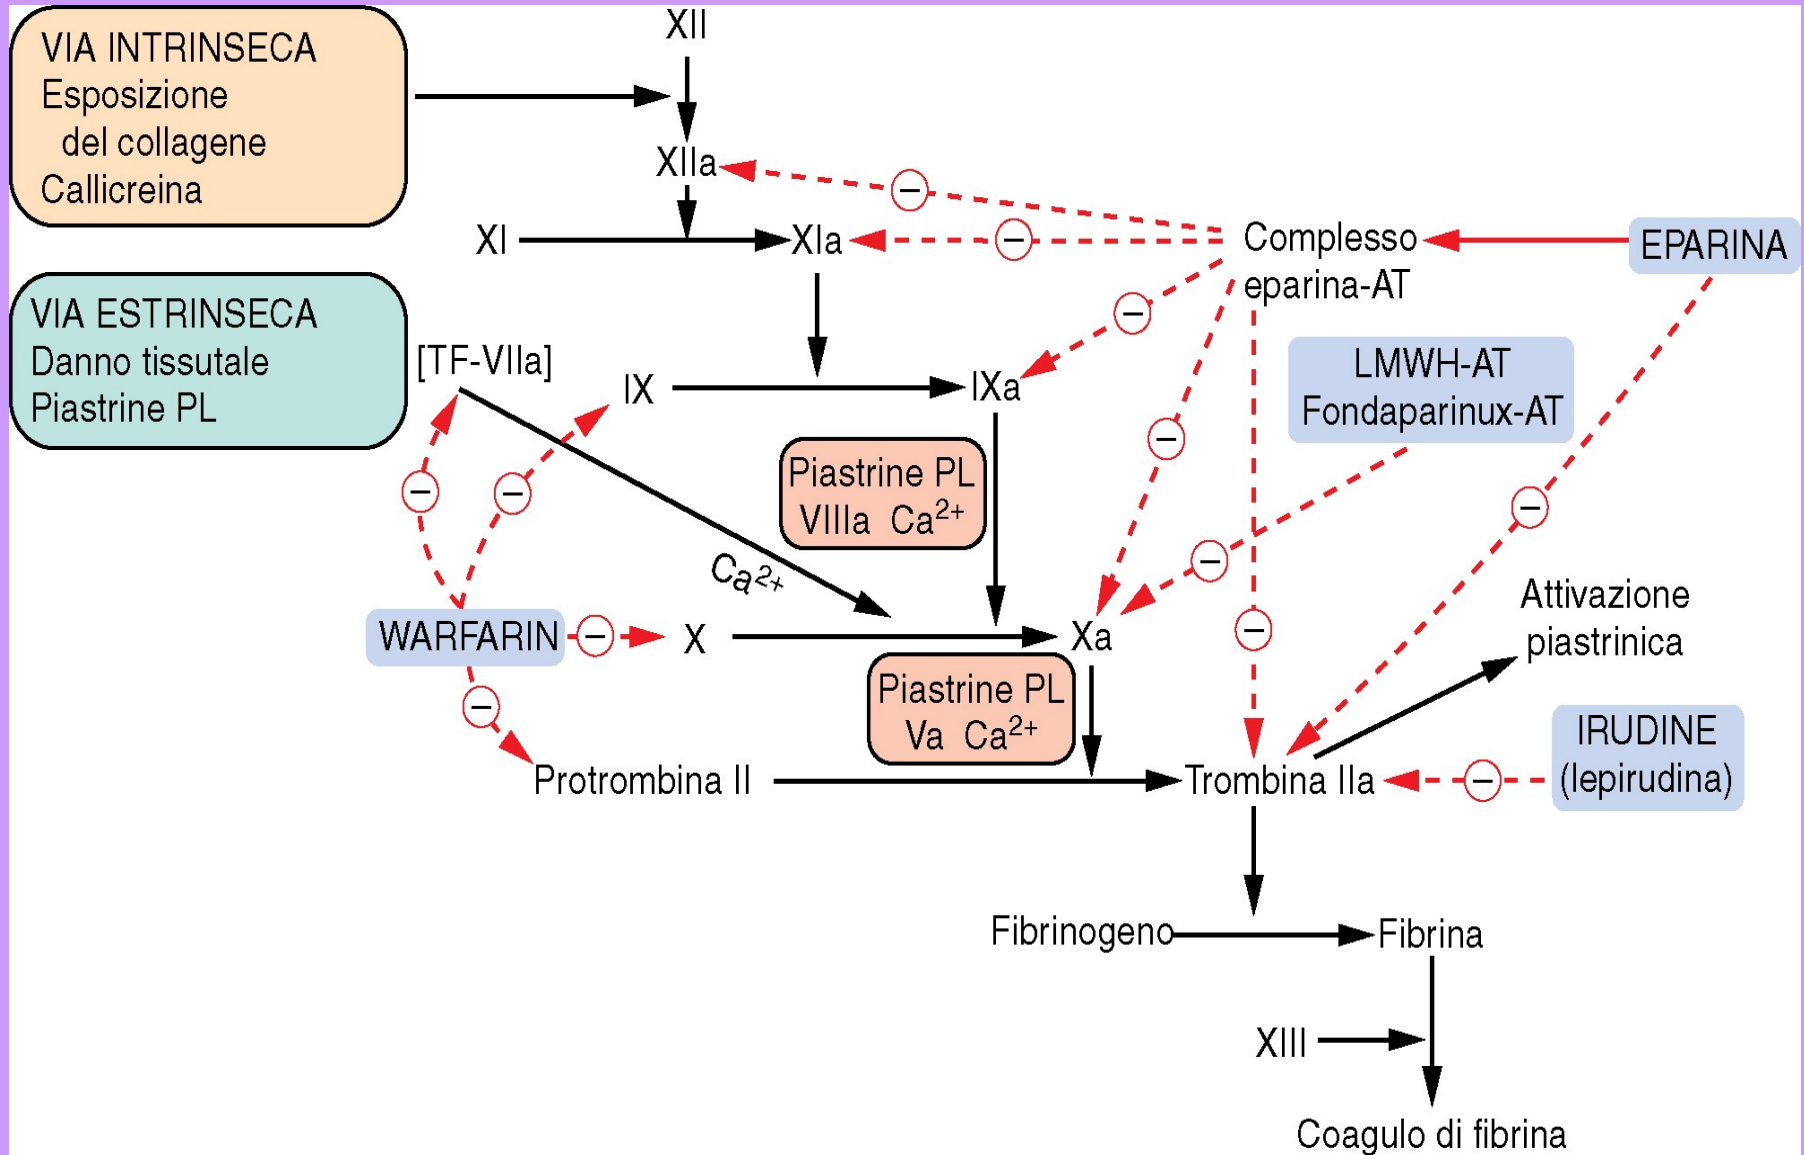 VIA INTRINSECA
Esposizione
del collagene
Callicreina
XII
XIIa
XI
XIa
Complesso
eparina-AT
EPARINA
VIA ESTRINSECA
Danno tissutale
Piastrine PL
[TF-VIIa]
IX
IXa
LMWH-AT
Fondaparinux-AT
Piastrine PL
VIIIa Ca²⁺
Ca²⁺
WARFARIN
X
Xa
Attivazione
piastrinica
Piastrine PL
Va Ca²⁺
IRUDINE
(lepirudina)
Protrombina II
Trombina IIa
Fibrinogeno
Fibrina
XIII
Coagulo di fibrina